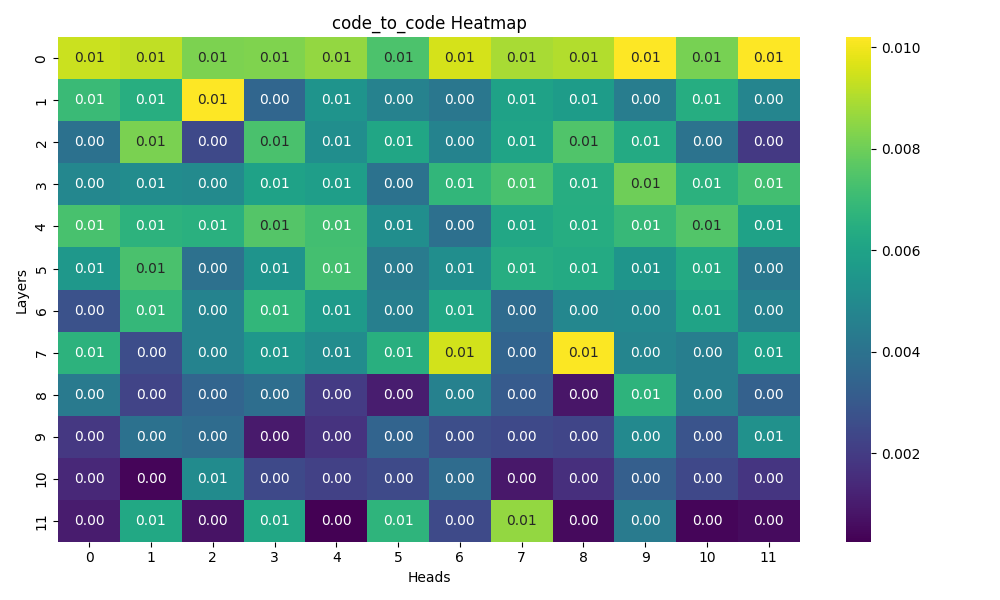 code_to_code Heatmap
0 0.01 0.01 0.01 0.01 0.01 0.01 0.01 0.01 0.01 0.01 0.01 0.01 0.010
1 0.01 0.01 0.01 0.00 0.01 0.00 0.00 0.01 0.01 0.00 0.01 0.00
2 0.00 0.01 0.00 0.01 0.01 0.01 0.00 0.01 0.01 0.01 0.00 0.00 0.008
3 0.00 0.01 0.00 0.01 0.01 0.00 0.01 0.01 0.01 0.01 0.01 0.01
4 0.01 0.01 0.01 0.01 0.01 0.01 0.00 0.01 0.01 0.01 0.01 0.01 0.006
5 0.01 0.01 0.00 0.01 0.01 0.00 0.01 0.01 0.01 0.01 0.01 0.00
Layers
6 0.00 0.01 0.00 0.01 0.01 0.00 0.01 0.00 0.00 0.00 0.01 0.00
7 0.01 0.00 0.00 0.01 0.01 0.01 0.01 0.00 0.01 0.00 0.00 0.01 0.004
8 0.00 0.00 0.00 0.00 0.00 0.00 0.00 0.00 0.00 0.01 0.00 0.00
9 0.00 0.00 0.00 0.00 0.00 0.00 0.00 0.00 0.00 0.00 0.00 0.01 0.002
10 0.00 0.00 0.01 0.00 0.00 0.00 0.00 0.00 0.00 0.00 0.00 0.00
11 0.00 0.01 0.00 0.01 0.00 0.01 0.00 0.01 0.00 0.00 0.00 0.00
0 1 2 3 4 5 6 7 8 9 10 11
Heads